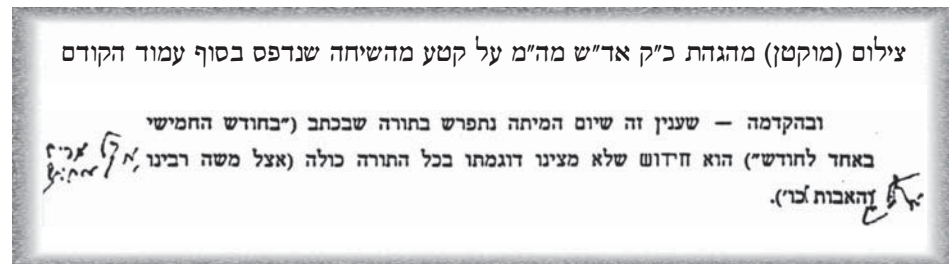 צילום (מוקטן) מהגהת כ"ק אד"ש מה"מ על קטע מהשיחה שנדפס בסוף עמוד הקודם
ובהקדמה — שענין זה שיום המיתה נתפרש בתורה שבכתב ("בחודש החמישי
באחד לחודש") הוא חידוש שלא מצינו דוגמתו בכל התורה כולה (אצל משה רבינו
והאבות כו').